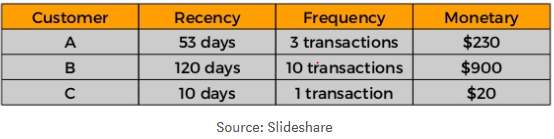 Customer Recency Frequency Monetary
A 53 days 3 transactions $230
B 120 days 10 transactions $900
C 10 days 1 transaction $20
Source: Slideshare